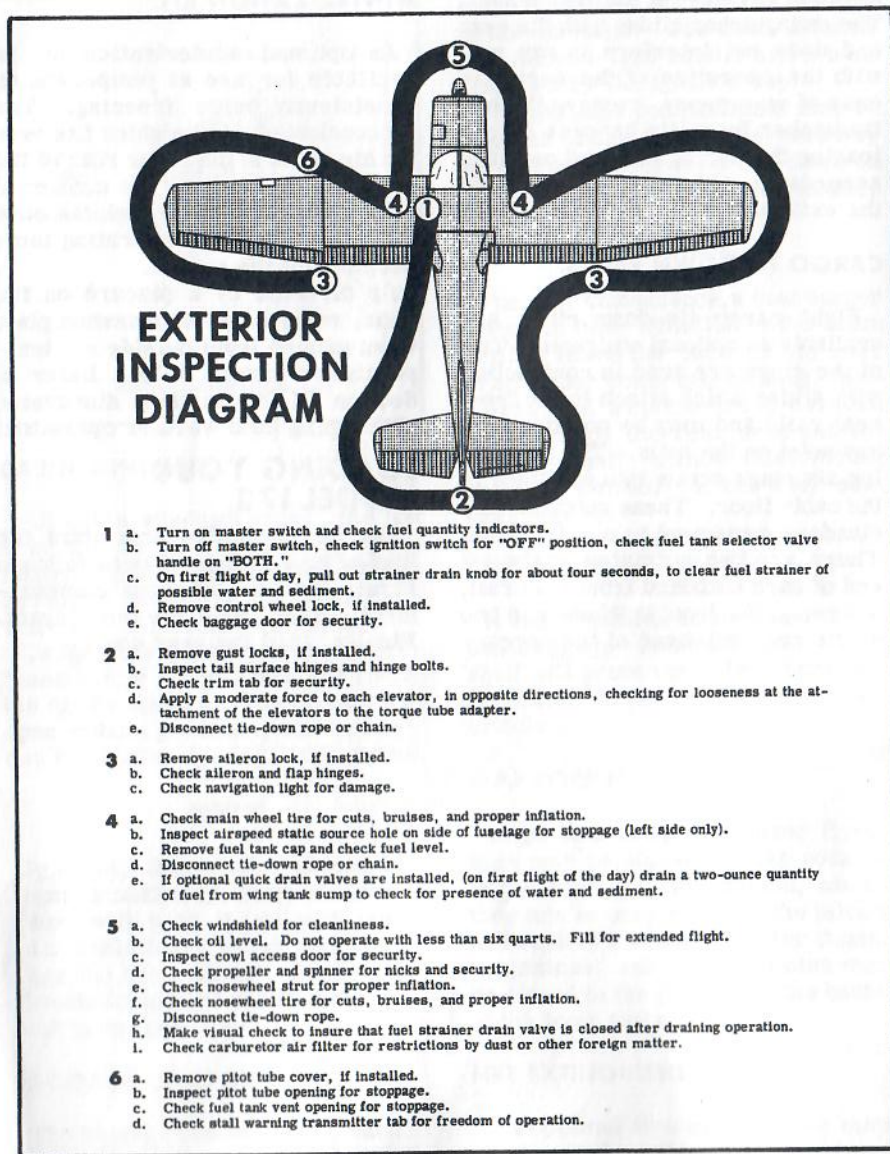 5
6
4 1 4
3 3
EXTERIOR
INSPECTION
DIAGRAM
2
1 a. Turn on master switch and check fuel quantity indicators.
b. Turn off master switch, check ignition switch for "OFF" position, check fuel tank selector valve
handle on "BOTH."
c. On first flight of day, pull out strainer drain knob for about four seconds, to clear fuel strainer of
possible water and sediment.
d. Remove control wheel lock, if installed.
e. Check baggage door for security.
2 a. Remove gust locks, if installed.
b. Inspect tail surface hinges and hinge bolts.
c. Check trim tab for security.
d. Apply a moderate force to each elevator, in opposite directions, checking for looseness at the at-
tachment of the elevators to the torque tube adapter.
e. Disconnect tie-down rope or chain.
3 a. Remove aileron lock, if installed.
b. Check aileron and flap hinges.
c. Check navigation light for damage.
4 a. Check main wheel tire for cuts, bruises, and proper inflation.
b. Inspect airspeed static source hole on side of fuselage for stoppage (left side only).
c. Remove fuel tank cap and check fuel level.
d. Disconnect tie-down rope or chain.
e. If optional quick drain valves are installed, (on first flight of the day) drain a two-ounce quantity
of fuel from wing tank sump to check for presence of water and sediment.
5 a. Check windshield for cleanliness.
b. Check oil level. Do not operate with less than six quarts. Fill for extended flight.
c. Inspect cowl access door for security.
d. Check propeller and spinner for nicks and security.
e. Check nosewheel strut for proper inflation.
f. Check nosewheel tire for cuts, bruises, and proper inflation.
g. Disconnect tie-down rope.
h. Make visual check to insure that fuel strainer drain valve is closed after draining operation.
i. Check carburetor air filter for restrictions by dust or other foreign matter.
6 a. Remove pitot tube cover, if installed.
b. Inspect pitot tube opening for stoppage.
c. Check fuel tank vent opening for stoppage.
d. Check stall warning transmitter tab for freedom of operation.